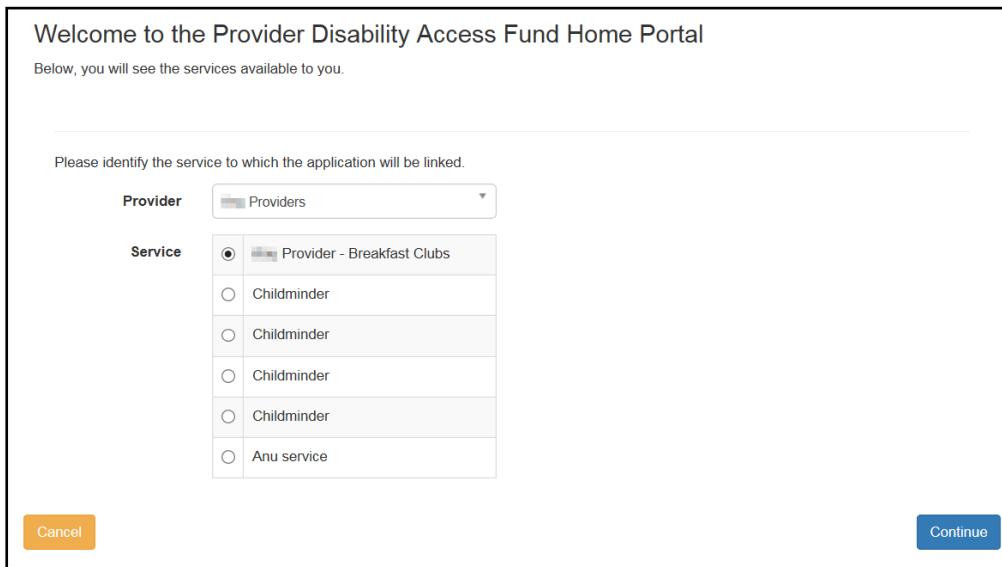 Welcome to the Provider Disability Access Fund Home Portal
Below, you will see the services available to you.
Please identify the service to which the application will be linked.
Provider
Providers
Service
Provider - Breakfast Clubs
Childminder
Childminder
Childminder
Childminder
Anu service
Cancel
Continue